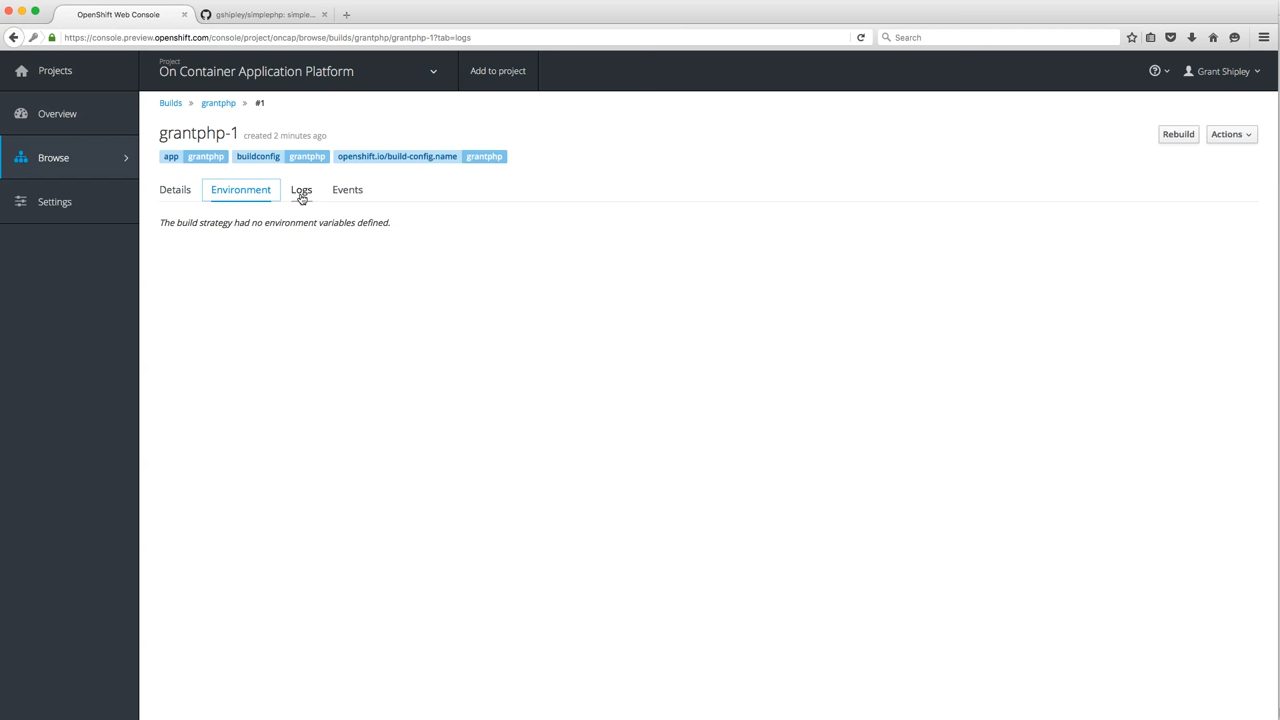 OpenShift Web Console
gshipley/simplephp: simple...
https://console.preview.openshift.com/console/project/oncap/browse/builds/grantphp/grantphp-1?tab=logs
Search
Projects
Project
On Container Application Platform
Add to project
Grant Shipley
Overview
Browse
Settings
Builds » grantphp » #1
grantphp-1 created 2 minutes ago
Rebuild
Actions
app grantphp buildconfig grantphp openshift.io/build-config.name grantphp
Details Environment Logs Events
The build strategy had no environment variables defined.